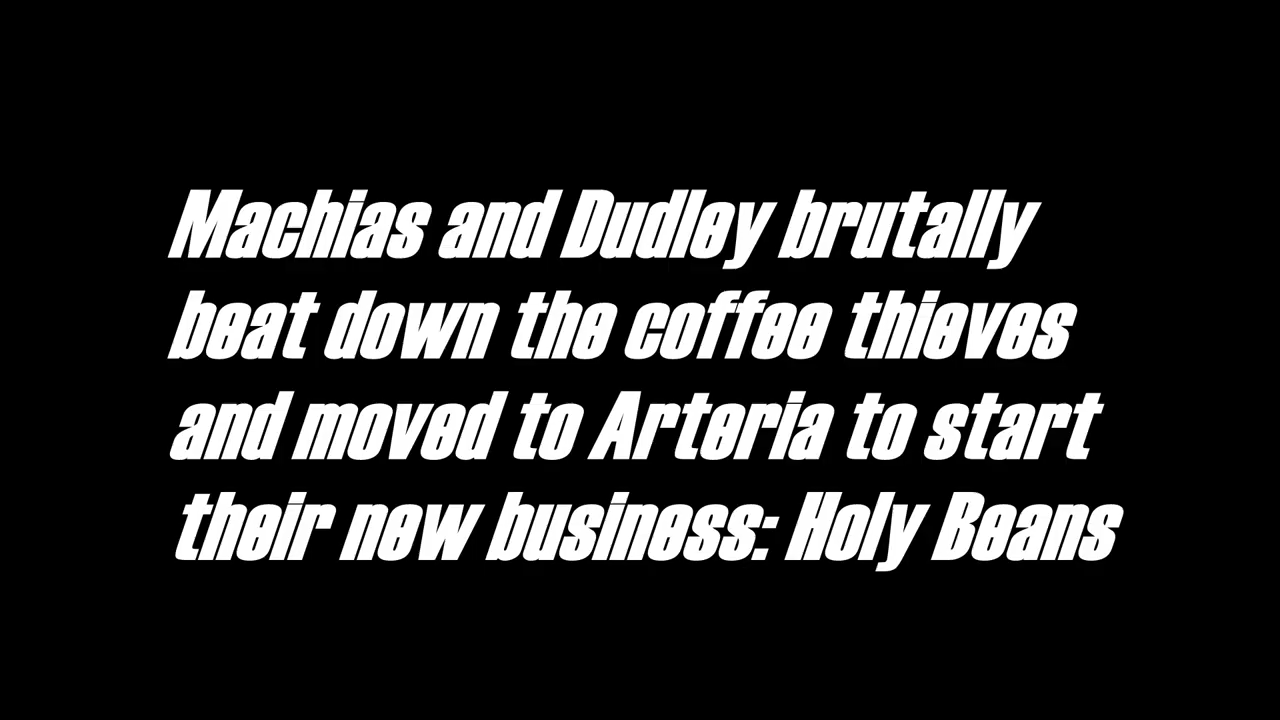 Machias and Dudley brutally
beat down the coffee thieves
and moved to Arteria to start
their new business: Holy Beans